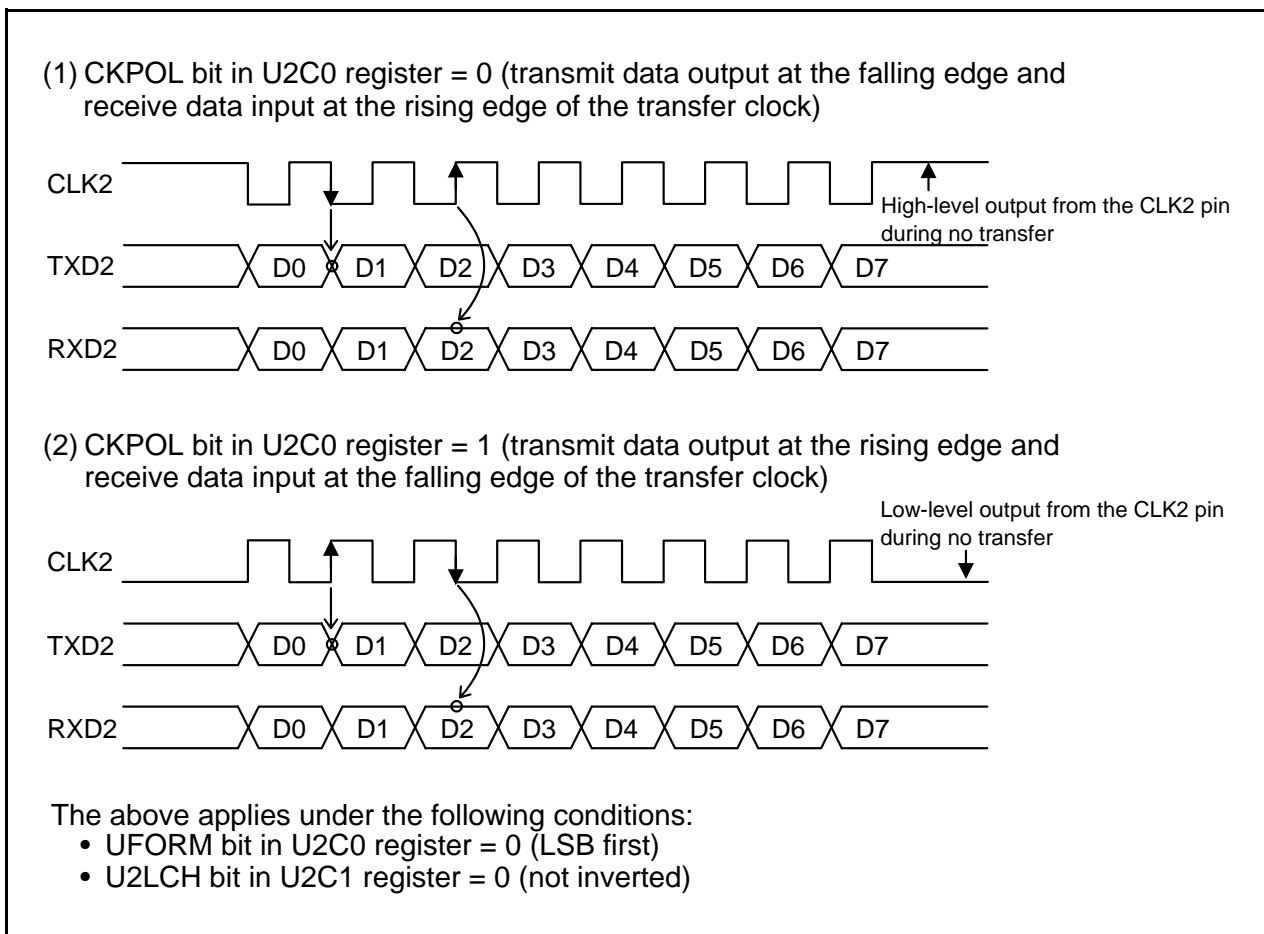 (1) CKPOL bit in U2C0 register = 0 (transmit data output at the falling edge and
receive data input at the rising edge of the transfer clock)
CLK2
High-level output from the CLK2 pin
during no transfer
TXD2 D0 D1 D2 D3 D4 D5 D6 D7
RXD2 D0 D1 D2 D3 D4 D5 D6 D7
(2) CKPOL bit in U2C0 register = 1 (transmit data output at the rising edge and
receive data input at the falling edge of the transfer clock)
Low-level output from the CLK2 pin
during no transfer
CLK2
TXD2 D0 D1 D2 D3 D4 D5 D6 D7
RXD2 D0 D1 D2 D3 D4 D5 D6 D7
The above applies under the following conditions:
• UFORM bit in U2C0 register = 0 (LSB first)
• U2LCH bit in U2C1 register = 0 (not inverted)